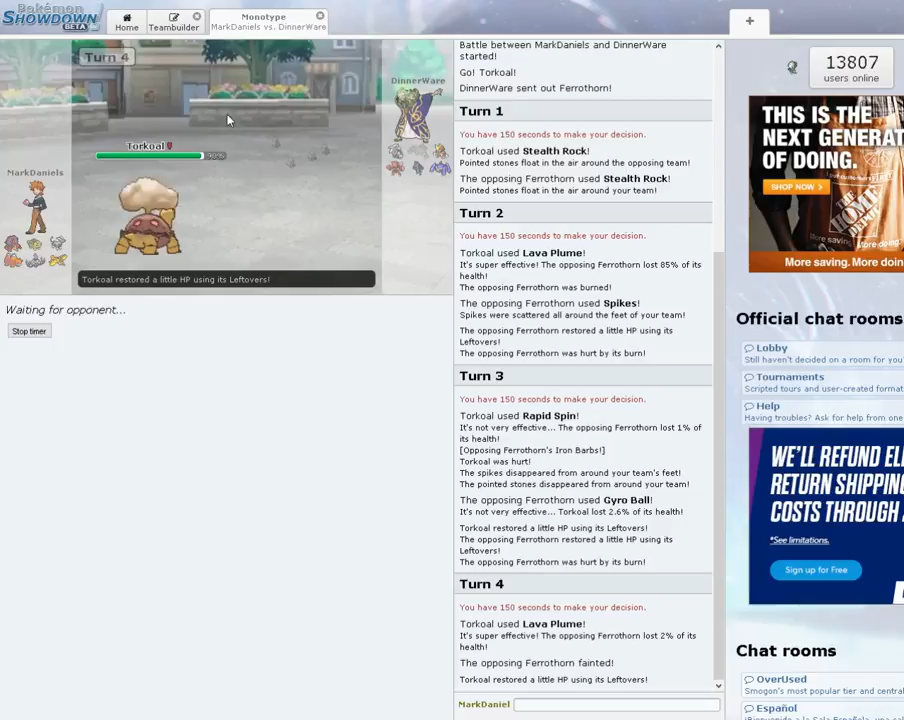 Pokémon
SHOWDOWN
BETA
Home
Teambuilder
Monotype
MarkDaniels vs. DinnerWare
+
Turn 4
DinnerWare
Torkoal
90%
MarkDaniels
Torkoal restored a little HP using its Leftovers!
Waiting for opponent...
Stop timer
Battle between MarkDaniels and DinnerWare
started!
Go! Torkoal!
DinnerWare sent out Ferrothorn!
Turn 1
You have 150 seconds to make your decision.
Torkoal used Stealth Rock!
Pointed stones float in the air around the opposing team!
The opposing Ferrothorn used Stealth Rock!
Pointed stones float in the air around your team!
Turn 2
You have 150 seconds to make your decision.
Torkoal used Lava Plume!
It's super effective! The opposing Ferrothorn lost 85% of its
health!
The opposing Ferrothorn was burned!
The opposing Ferrothorn used Spikes!
Spikes were scattered all around the feet of your team!
The opposing Ferrothorn restored a little HP using its
Leftovers!
The opposing Ferrothorn was hurt by its burn!
Turn 3
You have 150 seconds to make your decision.
Torkoal used Rapid Spin!
It's not very effective... The opposing Ferrothorn lost 1% of
its health!
[Opposing Ferrothorn's Iron Barbs!]
Torkoal was hurt!
The spikes disappeared from around your team's feet!
The pointed stones disappeared from around your team!
The opposing Ferrothorn used Gyro Ball!
It's not very effective... Torkoal lost 2.6% of its health!
Torkoal restored a little HP using its Leftovers!
The opposing Ferrothorn restored a little HP using its
Leftovers!
The opposing Ferrothorn was hurt by its burn!
Turn 4
You have 150 seconds to make your decision.
Torkoal used Lava Plume!
It's super effective! The opposing Ferrothorn lost 2% of its
health!
The opposing Ferrothorn fainted!
Torkoal restored a little HP using its Leftovers!
MarkDaniel
13807
users online
THIS IS THE
NEXT GENERAT
OF DOING.
SHOP NOW
THE HOME DEPOT
More saving. More doin
Official chat rooms
Lobby
Still haven't decided on a room for you
Tournaments
Scripted tours and user-created format
Help
Having troubles? Ask for help from one
WE'LL REFUND EL
RETURN SHIPPING
COSTS THROUGH
*See limitations.
Sign up for Free
Chat rooms
OverUsed
Smogon's most popular tier and central
Español
¡Bienvenido a la Sala Española, una cal